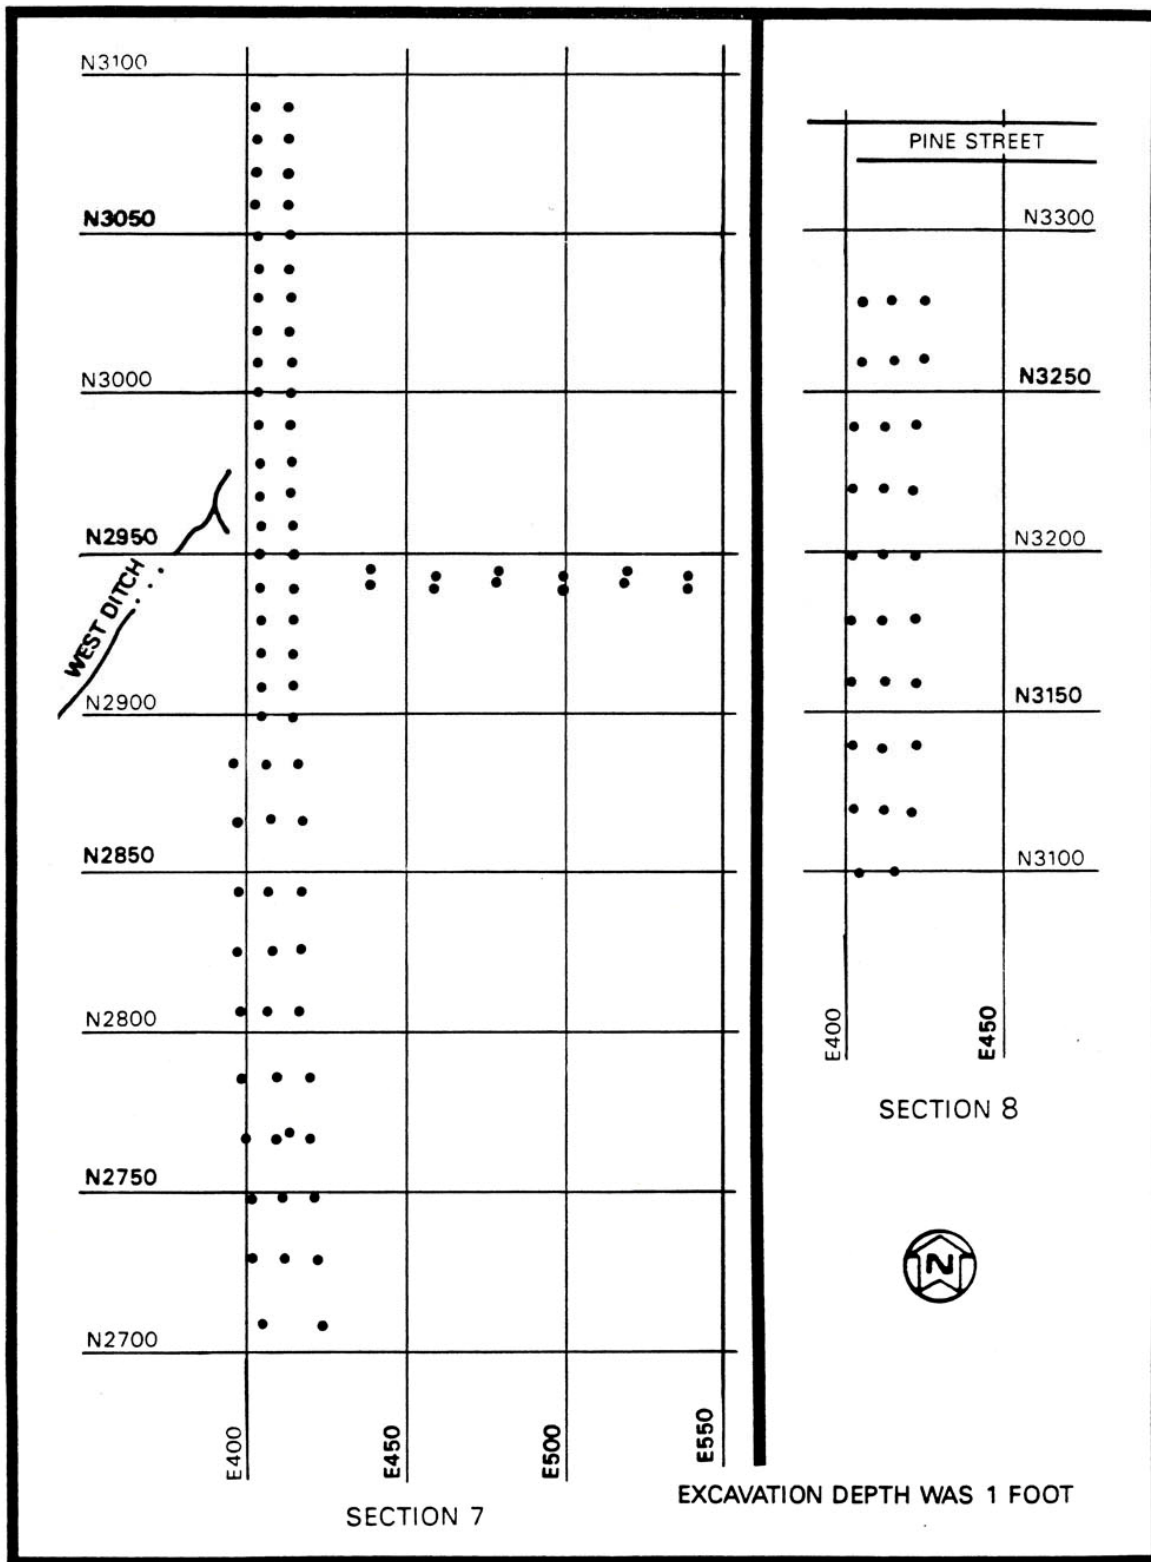 N3100
N3050
N3000
N2950
WEST DITCH
N2900
N2850
N2800
N2750
N2700
E400
E450
E500
E550
SECTION 7
PINE STREET
N3300
N3250
N3200
N3150
N3100
E400
E450
SECTION 8
N
EXCAVATION DEPTH WAS 1 FOOT